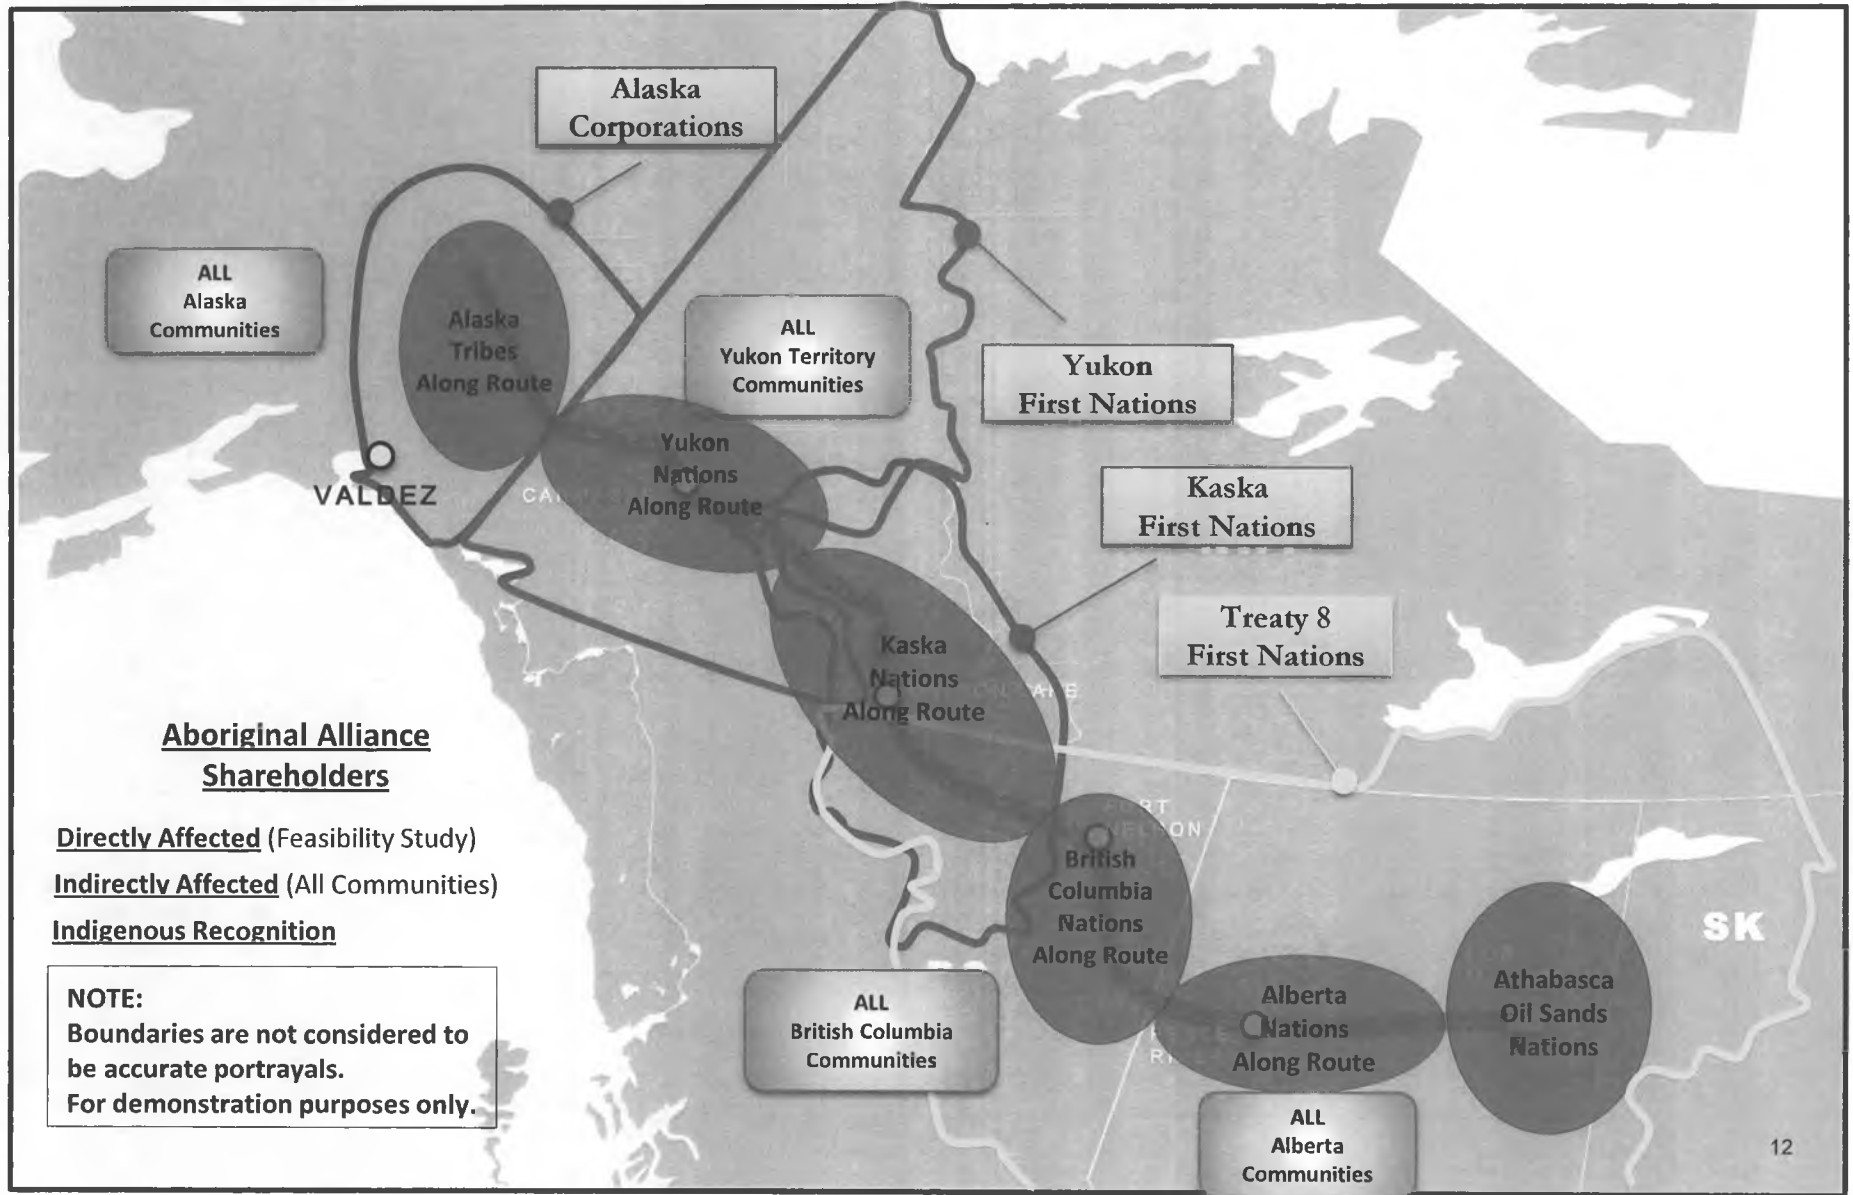 Alaska
Corporations
ALL
Alaska
Communities
Alaska
Tribes
Along Route
ALL
Yukon Territory
Communities
Yukon
First Nations
Yukon
Nations
Along Route
VALDEZ
Kaska
First Nations
Treaty 8
First Nations
Kaska
Nations
Along Route
Aboriginal Alliance
Shareholders
Directly Affected (Feasibility Study)
Indirectly Affected (All Communities)
Indigenous Recognition
NOTE:
Boundaries are not considered to
be accurate portrayals.
For demonstration purposes only.
NELSON
British
Columbia
Nations
Along Route
SK
ALL
British Columbia
Communities
Alberta
Nations
Along Route
Athabasca
Oil Sands
Nations
ALL
Alberta
Communities
12